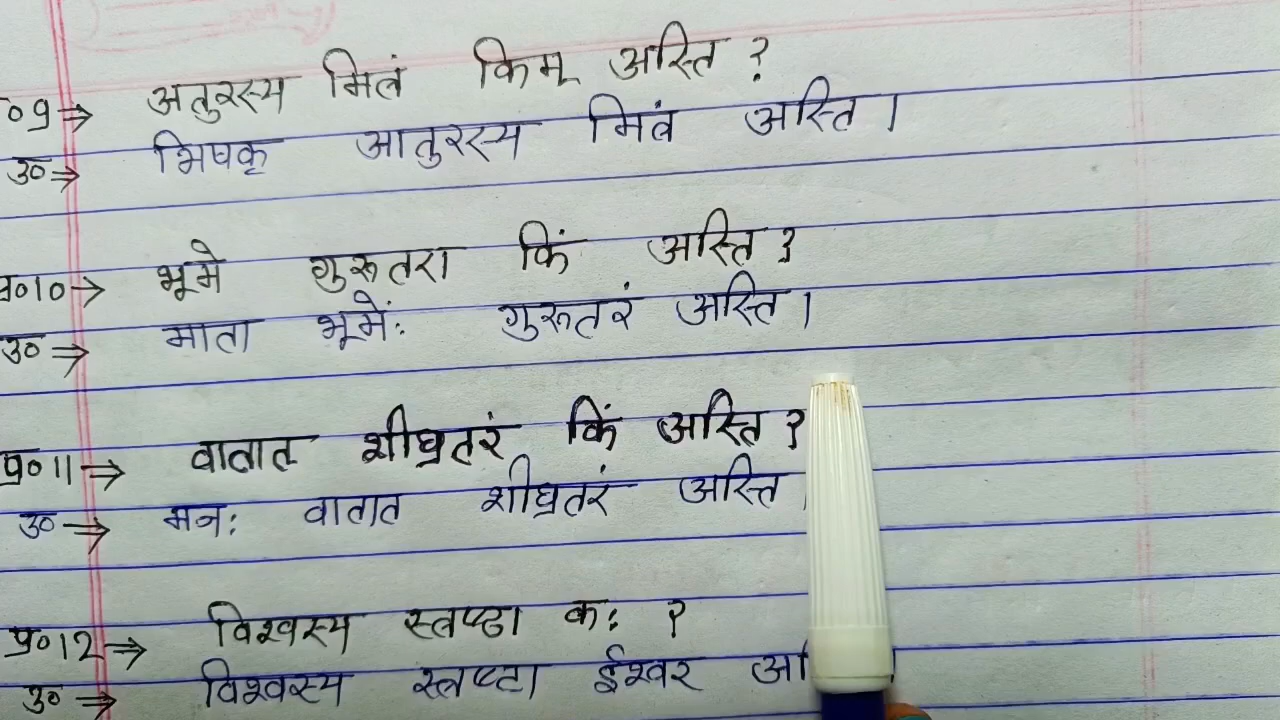 ०9→ अतुरस्य मित्रं किम् अस्ति ?
उ०→ भिषक् आतुरस्य मित्रं अस्ति।
प्र०10→ भूमे गुरूतरा किं अस्ति ?
उ०→ माता भूमेः गुरूतरं अस्ति।
प्र०11→ वातात शीघ्रतरं किं अस्ति ?
उ०→ मनः वातात शीघ्रतरं अस्ति।
प्र०12→ विश्वस्य स्त्रष्टा कः ?
उ०→ विश्वस्य स्त्रष्टा ईश्वर